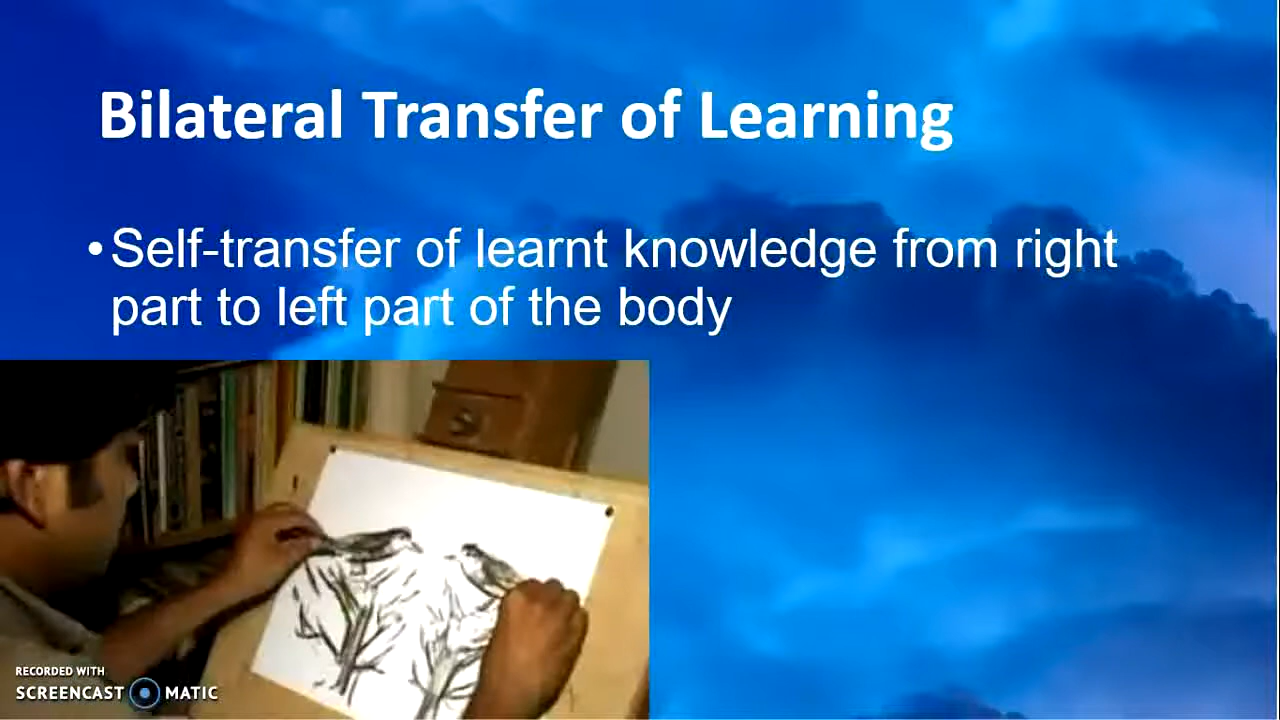 Bilateral Transfer of Learning
•Self-transfer of learnt knowledge from right
part to left part of the body
RECORDED WITH
SCREENCAST MATIC